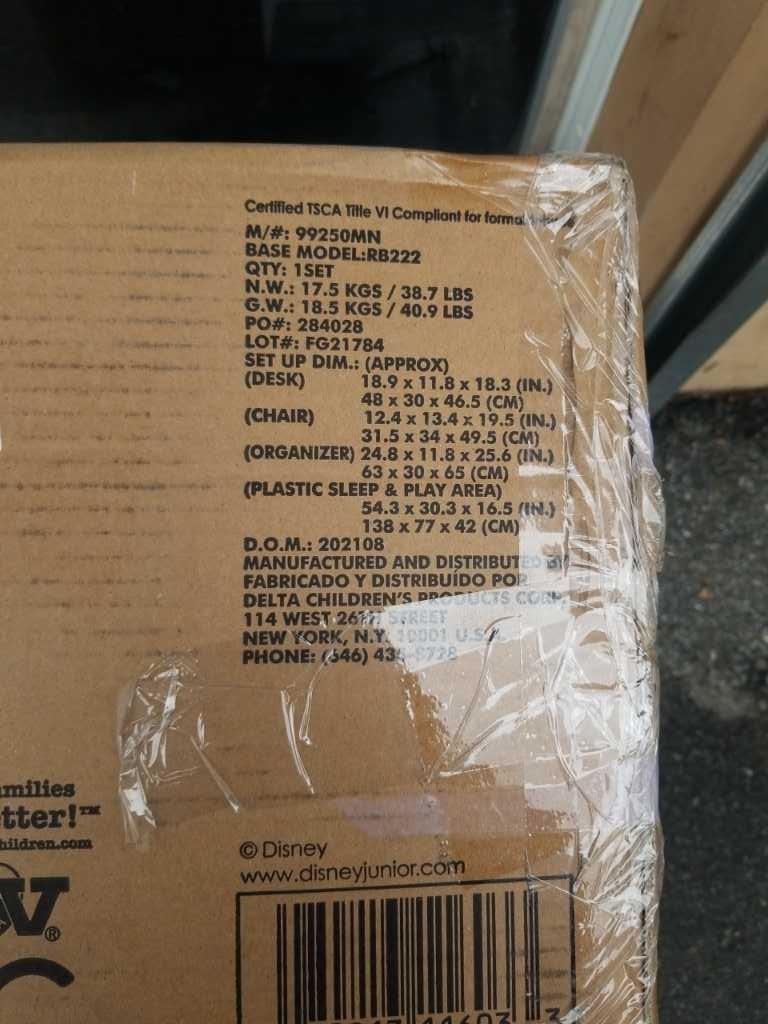 Certified TSCA Title VI Compliant for
M/#: 99250MN
BASE MODEL:RB222
QTY: 1SET
N.W.: 17.5 KGS / 38.7 LBS
G.W.: 18.5 KGS / 40.9 LBS
PO#: 284028
LOT#: FG21784
SET UP DIM.: (APPROX)
(DESK) 18.9 x 11.8 x 18.3 (IN.)
48 x 30 x 46.5 (CM)
(CHAIR) 12.4 x 13.4 x 19.5 (IN.)
31.5 x 34 x 49.5 (CM)
(ORGANIZER) 24.8 x 11.8 x 25.6 (IN.)
63 x 30 x 65 (CM)
(PLASTIC SLEEP & PLAY AREA)
54.3 x 30.3 x 16.5 (IN.)
138 x 77 x 42 (CM)
D.O.M.: 202108
MANUFACTURED AND DISTRIBUTED BY
FABRICADO Y DISTRIBUÍDO POR
DELTA CHILDREN'S PRODUCTS CORP.
114 WEST 26TH STREET
NEW YORK, N.Y. 10001 U.S.A.
PHONE: (646)
amilies
tter!™
hildren.com
W®
© Disney
www.disneyjunior.com